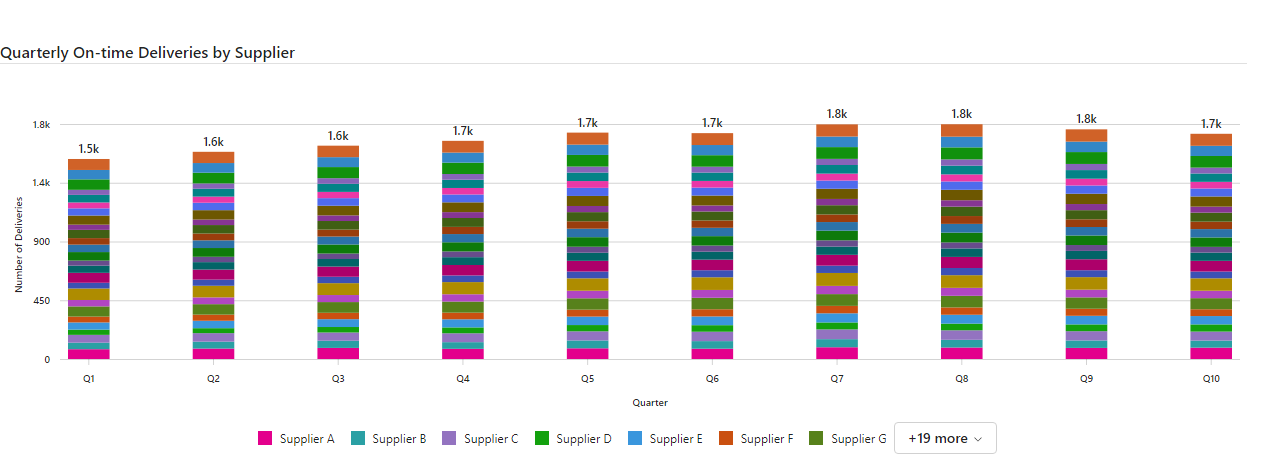 Quarterly On-time Deliveries by Supplier
1.5k 1.6k 1.6k 1.7k 1.7k 1.7k 1.8k 1.8k 1.8k 1.7k
1.8k
1.4k
900
450
0
Number of Deliveries
Q1 Q2 Q3 Q4 Q5 Q6 Q7 Q8 Q9 Q10
Quarter
Supplier A Supplier B Supplier C Supplier D Supplier E Supplier F Supplier G +19 more